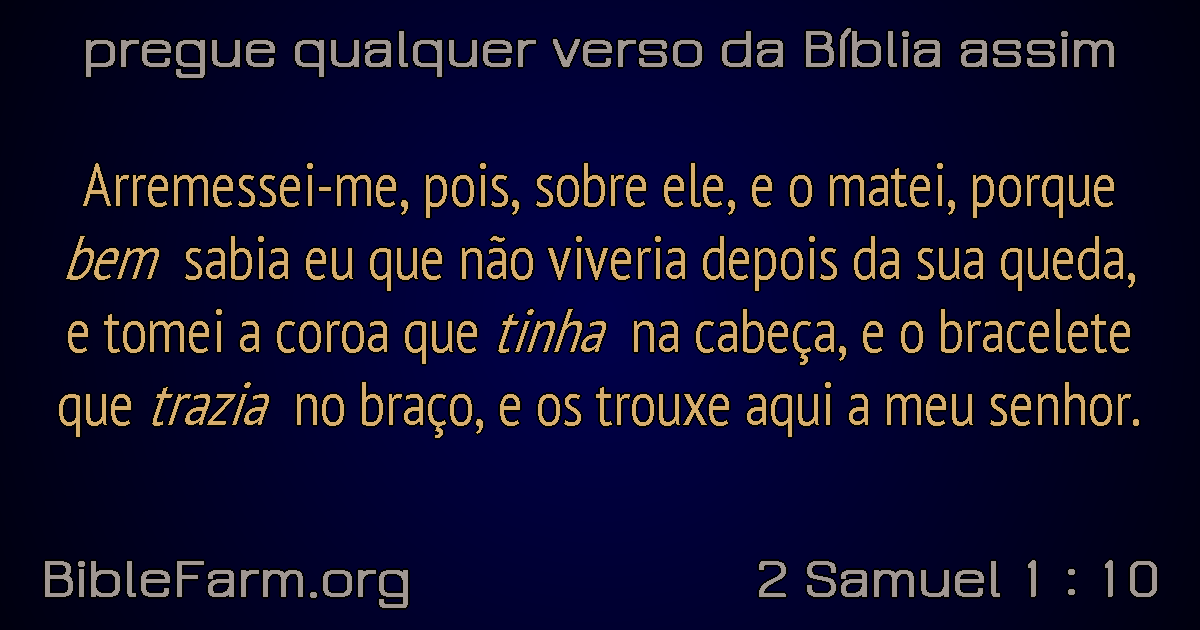 pregue qualquer verso da Bíblia assim
Arremessei-me, pois, sobre ele, e o matei, porque
bem sabia eu que não viveria depois da sua queda,
e tomei a coroa que tinha na cabeça, e o bracelete
que trazia no braço, e os trouxe aqui a meu senhor.
BibleFarm.org
2 Samuel 1 : 10